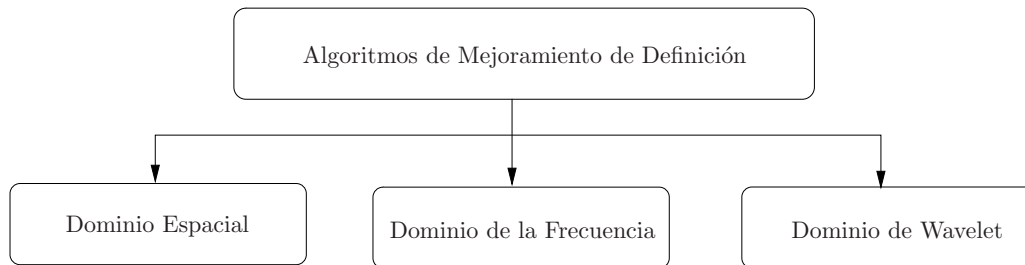 Algoritmos de Mejoramiento de Definición
Dominio Espacial
Dominio de la Frecuencia
Dominio de Wavelet